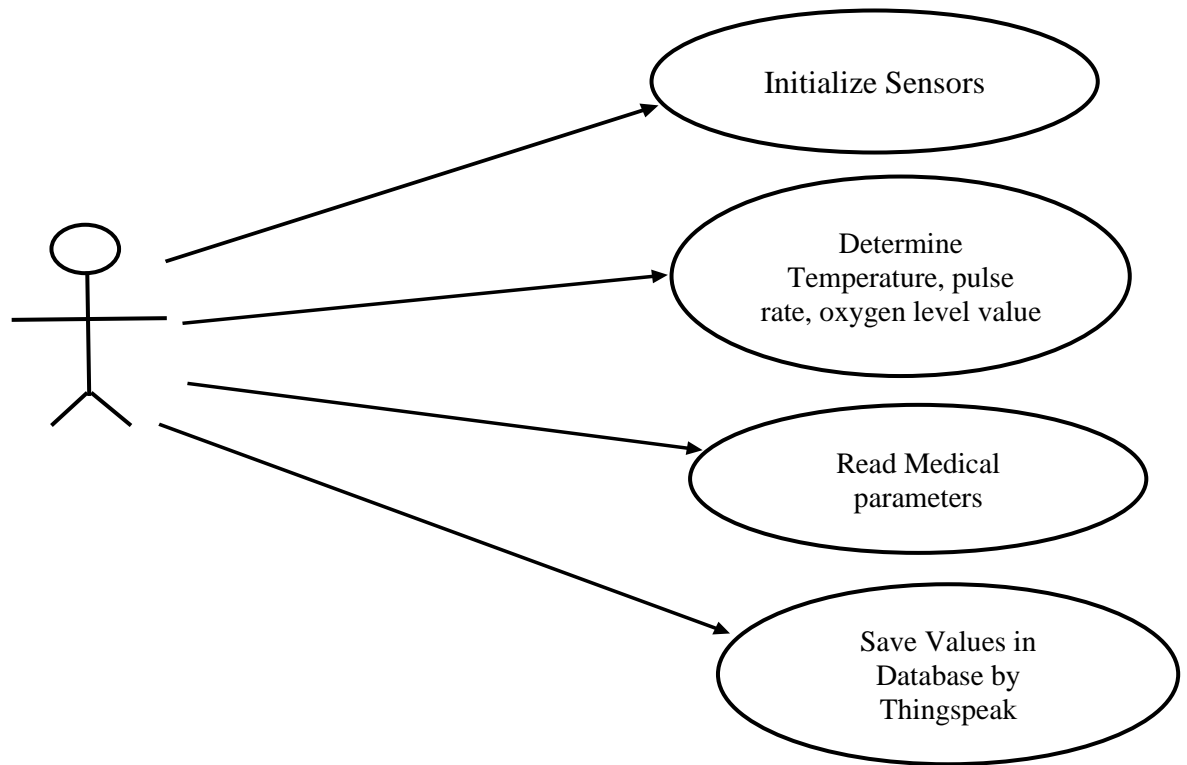 Initialize Sensors
Determine
Temperature, pulse
rate, oxygen level value
Read Medical
parameters
Save Values in
Database by
Thingspeak